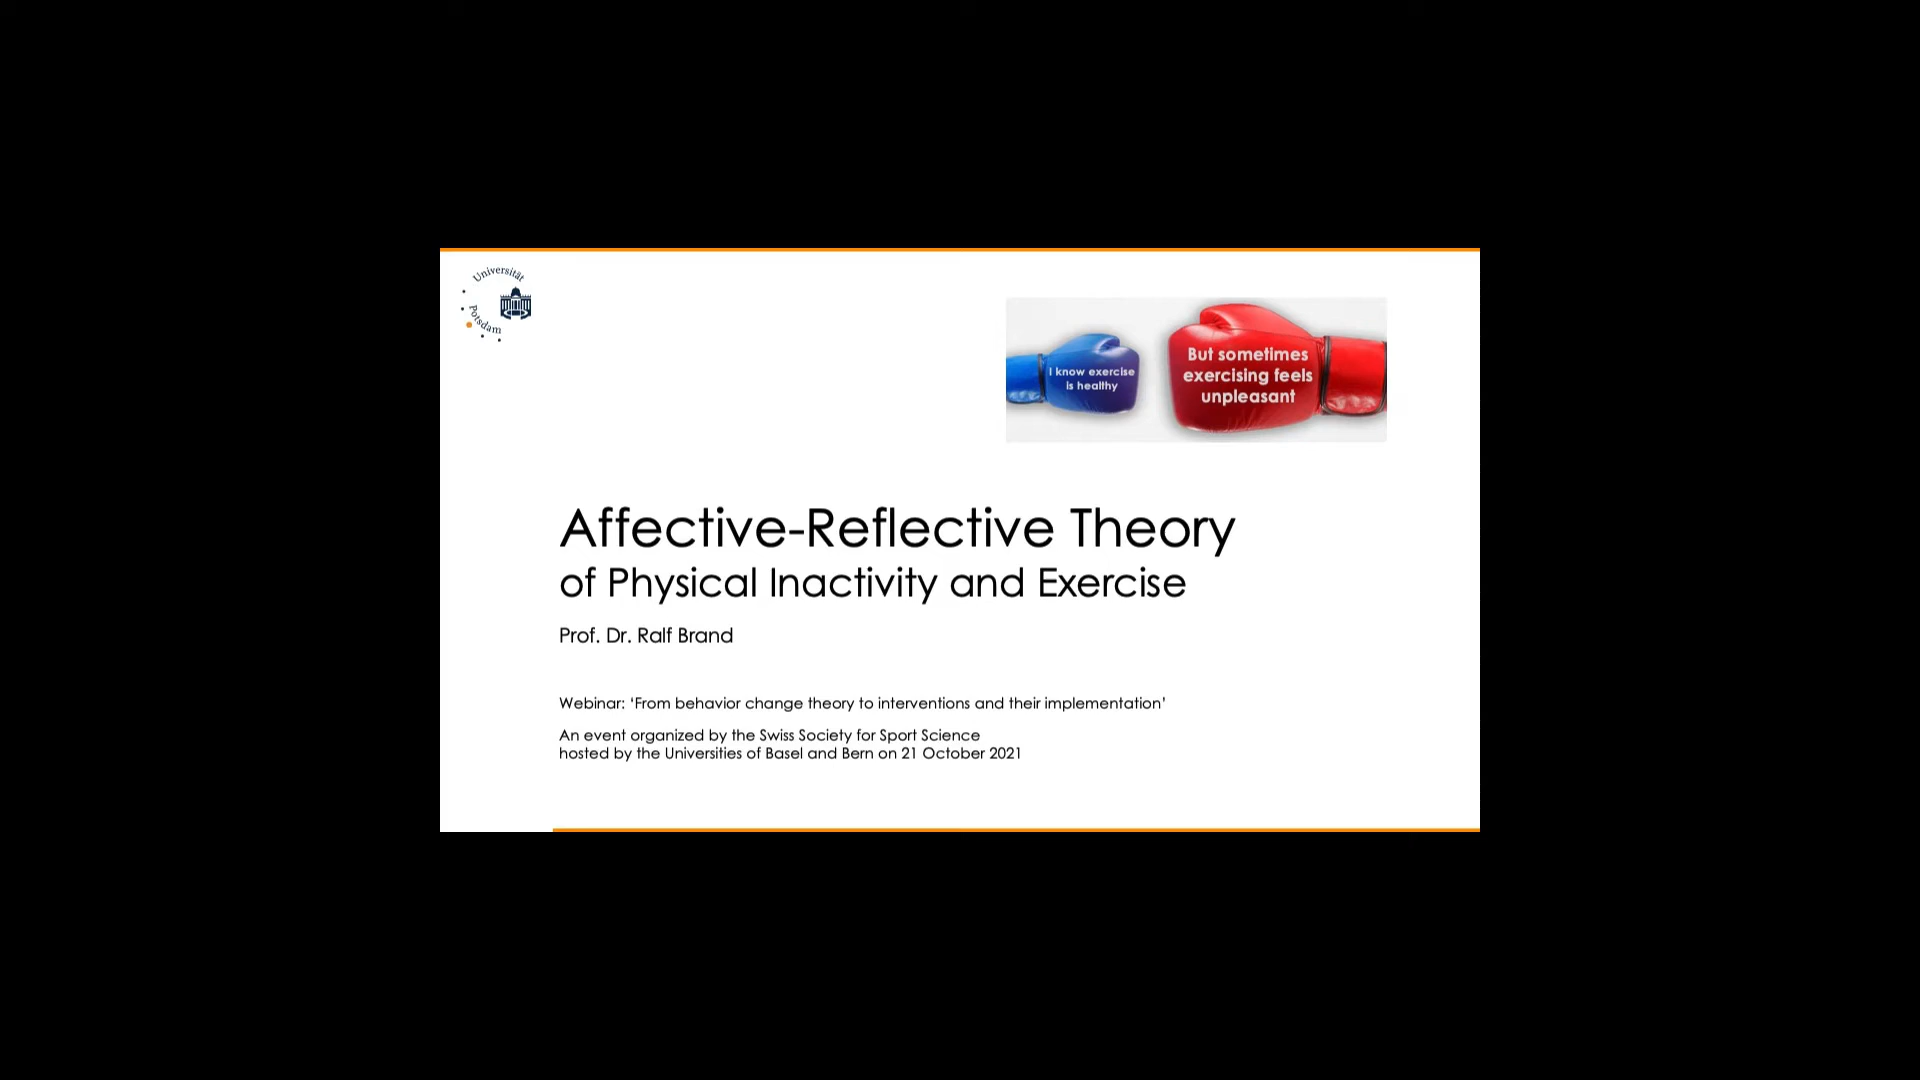 Universität
Potsdam
I know exercise
is healthy
But sometimes
exercising feels
unpleasant
Affective-Reflective Theory
of Physical Inactivity and Exercise
Prof. Dr. Ralf Brand
Webinar: ‘From behavior change theory to interventions and their implementation’
An event organized by the Swiss Society for Sport Science
hosted by the Universities of Basel and Bern on 21 October 2021